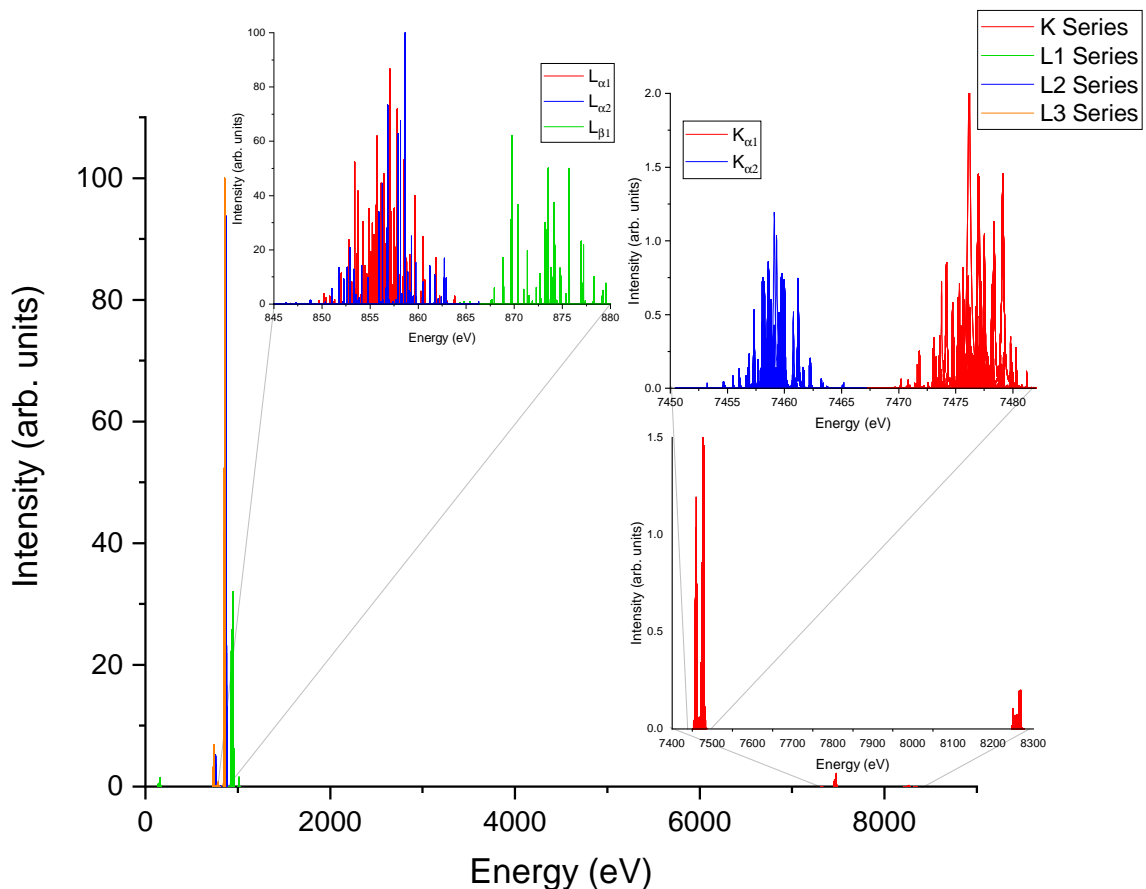 K Series
L1 Series
L2 Series
L3 Series
Intensity (arb. units)
100
80
60
40
20
0
0 2000 4000 6000 8000
Energy (eV)
Intensity (arb. units)
100
80
60
40
20
0
845 850 855 860 865 870 875 880
Energy (eV)
Lα1
Lα2
Lβ1
Intensity (arb. units)
2.0
1.5
1.0
0.5
0.0
7450 7455 7460 7465 7470 7475 7480
Energy (eV)
Kα1
Kα2
Intensity (arb. units)
1.5
1.0
0.5
0.0
7400 7500 7600 7700 7800 7900 8000 8100 8200 8300
Energy (eV)